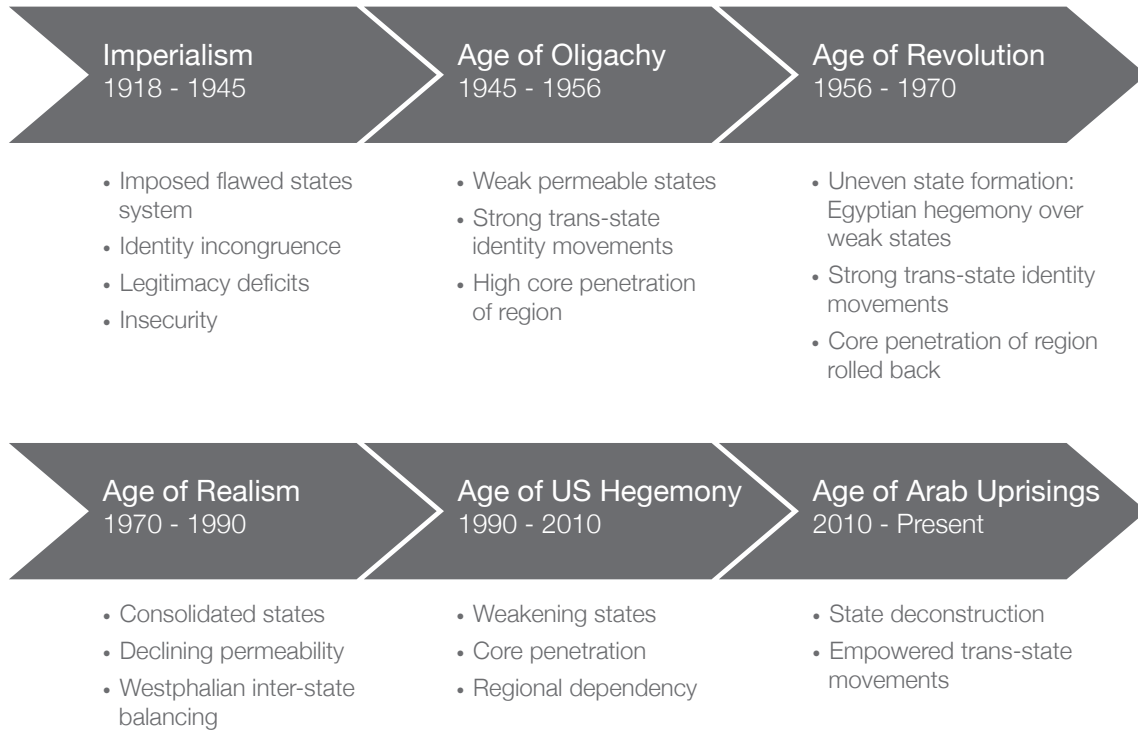 Imperialism
1918 - 1945
• Imposed flawed states
system
• Identity incongruence
• Legitimacy deficits
• Insecurity
Age of Oligachy
1945 - 1956
• Weak permeable states
• Strong trans-state
identity movements
• High core penetration
of region
Age of Revolution
1956 - 1970
• Uneven state formation:
Egyptian hegemony over
weak states
• Strong trans-state identity
movements
• Core penetration of region
rolled back
Age of Realism
1970 - 1990
• Consolidated states
• Declining permeability
• Westphalian inter-state
balancing
Age of US Hegemony
1990 - 2010
• Weakening states
• Core penetration
• Regional dependency
Age of Arab Uprisings
2010 - Present
• State deconstruction
• Empowered trans-state
movements